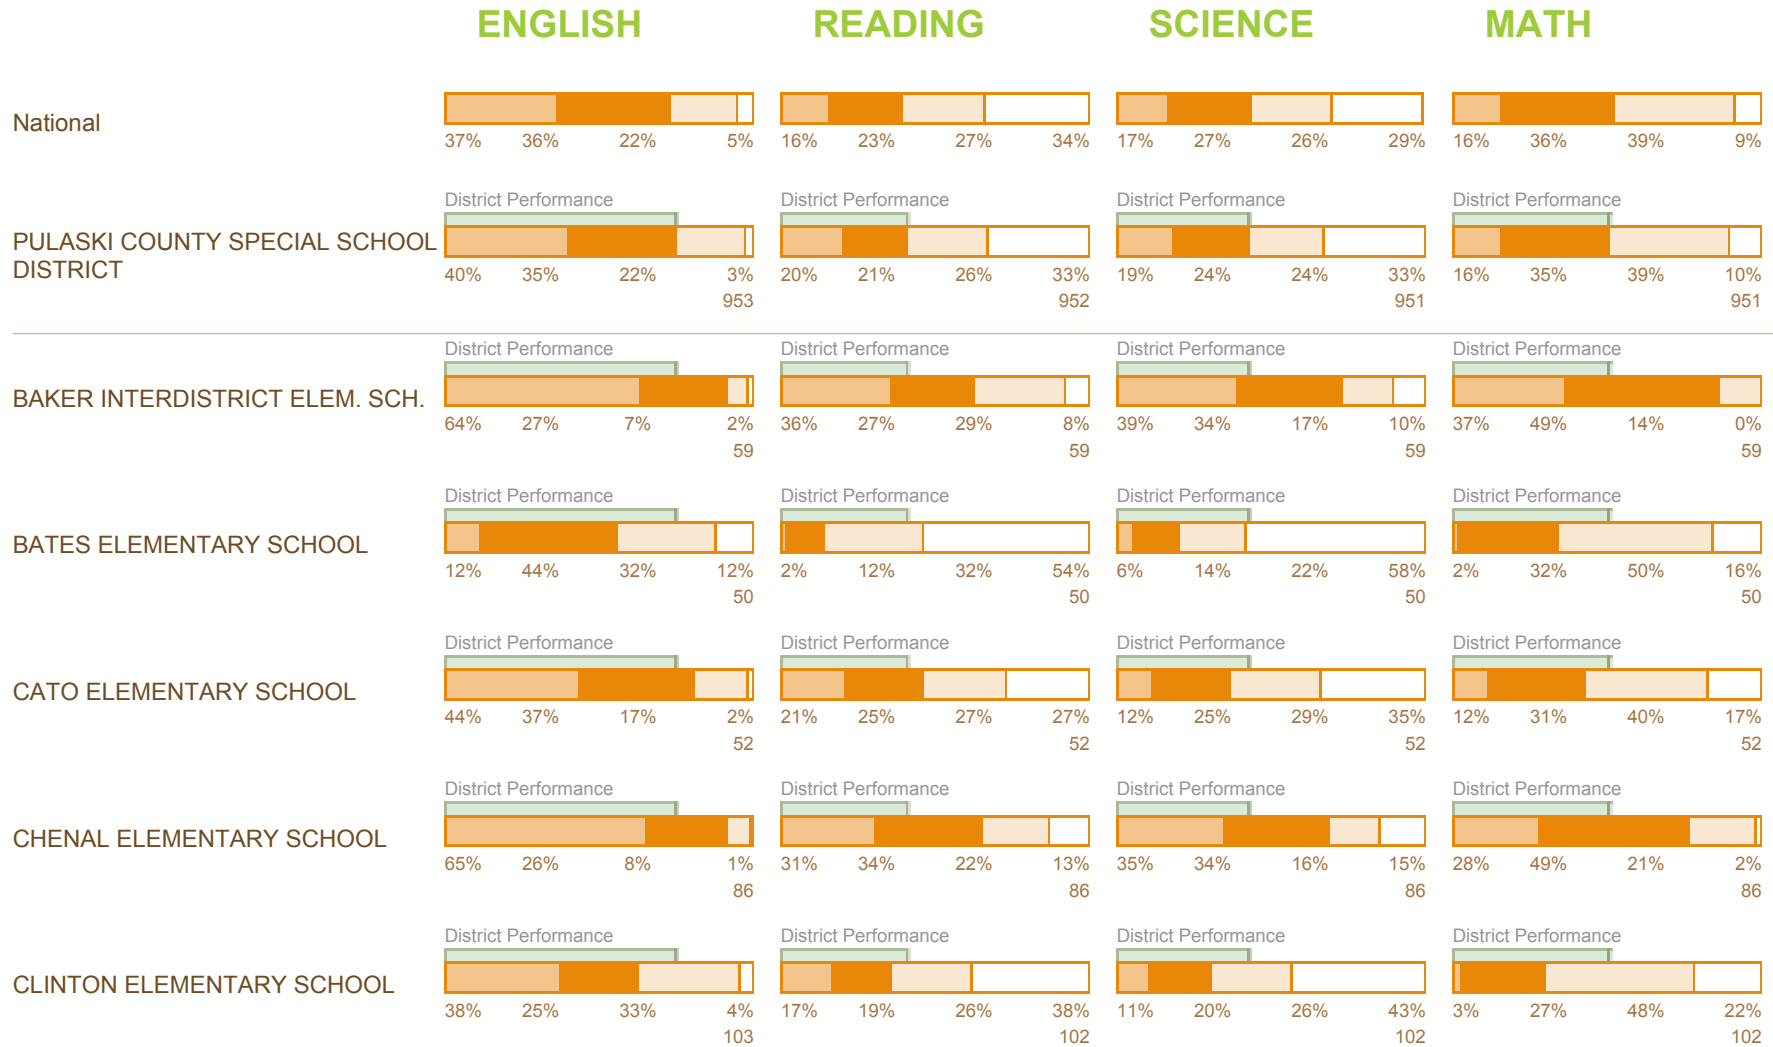 ENGLISH READING SCIENCE MATH
National
37% 36% 22% 5% 16% 23% 27% 34% 17% 27% 26% 29% 16% 36% 39% 9%
District Performance District Performance District Performance District Performance
PULASKI COUNTY SPECIAL SCHOOL
DISTRICT
40% 35% 22% 3% 20% 21% 26% 33% 19% 24% 24% 33% 16% 35% 39% 10%
953 952 951 951
District Performance District Performance District Performance District Performance
BAKER INTERDISTRICT ELEM. SCH.
64% 27% 7% 2% 36% 27% 29% 8% 39% 34% 17% 10% 37% 49% 14% 0%
59 59 59 59
District Performance District Performance District Performance District Performance
BATES ELEMENTARY SCHOOL
12% 44% 32% 12% 2% 12% 32% 54% 6% 14% 22% 58% 2% 32% 50% 16%
50 50 50 50
District Performance District Performance District Performance District Performance
CATO ELEMENTARY SCHOOL
44% 37% 17% 2% 21% 25% 27% 27% 12% 25% 29% 35% 12% 31% 40% 17%
52 52 52 52
District Performance District Performance District Performance District Performance
CHENAL ELEMENTARY SCHOOL
65% 26% 8% 1% 31% 34% 22% 13% 35% 34% 16% 15% 28% 49% 21% 2%
86 86 86 86
District Performance District Performance District Performance District Performance
CLINTON ELEMENTARY SCHOOL
38% 25% 33% 4% 17% 19% 26% 38% 11% 20% 26% 43% 3% 27% 48% 22%
103 102 102 102